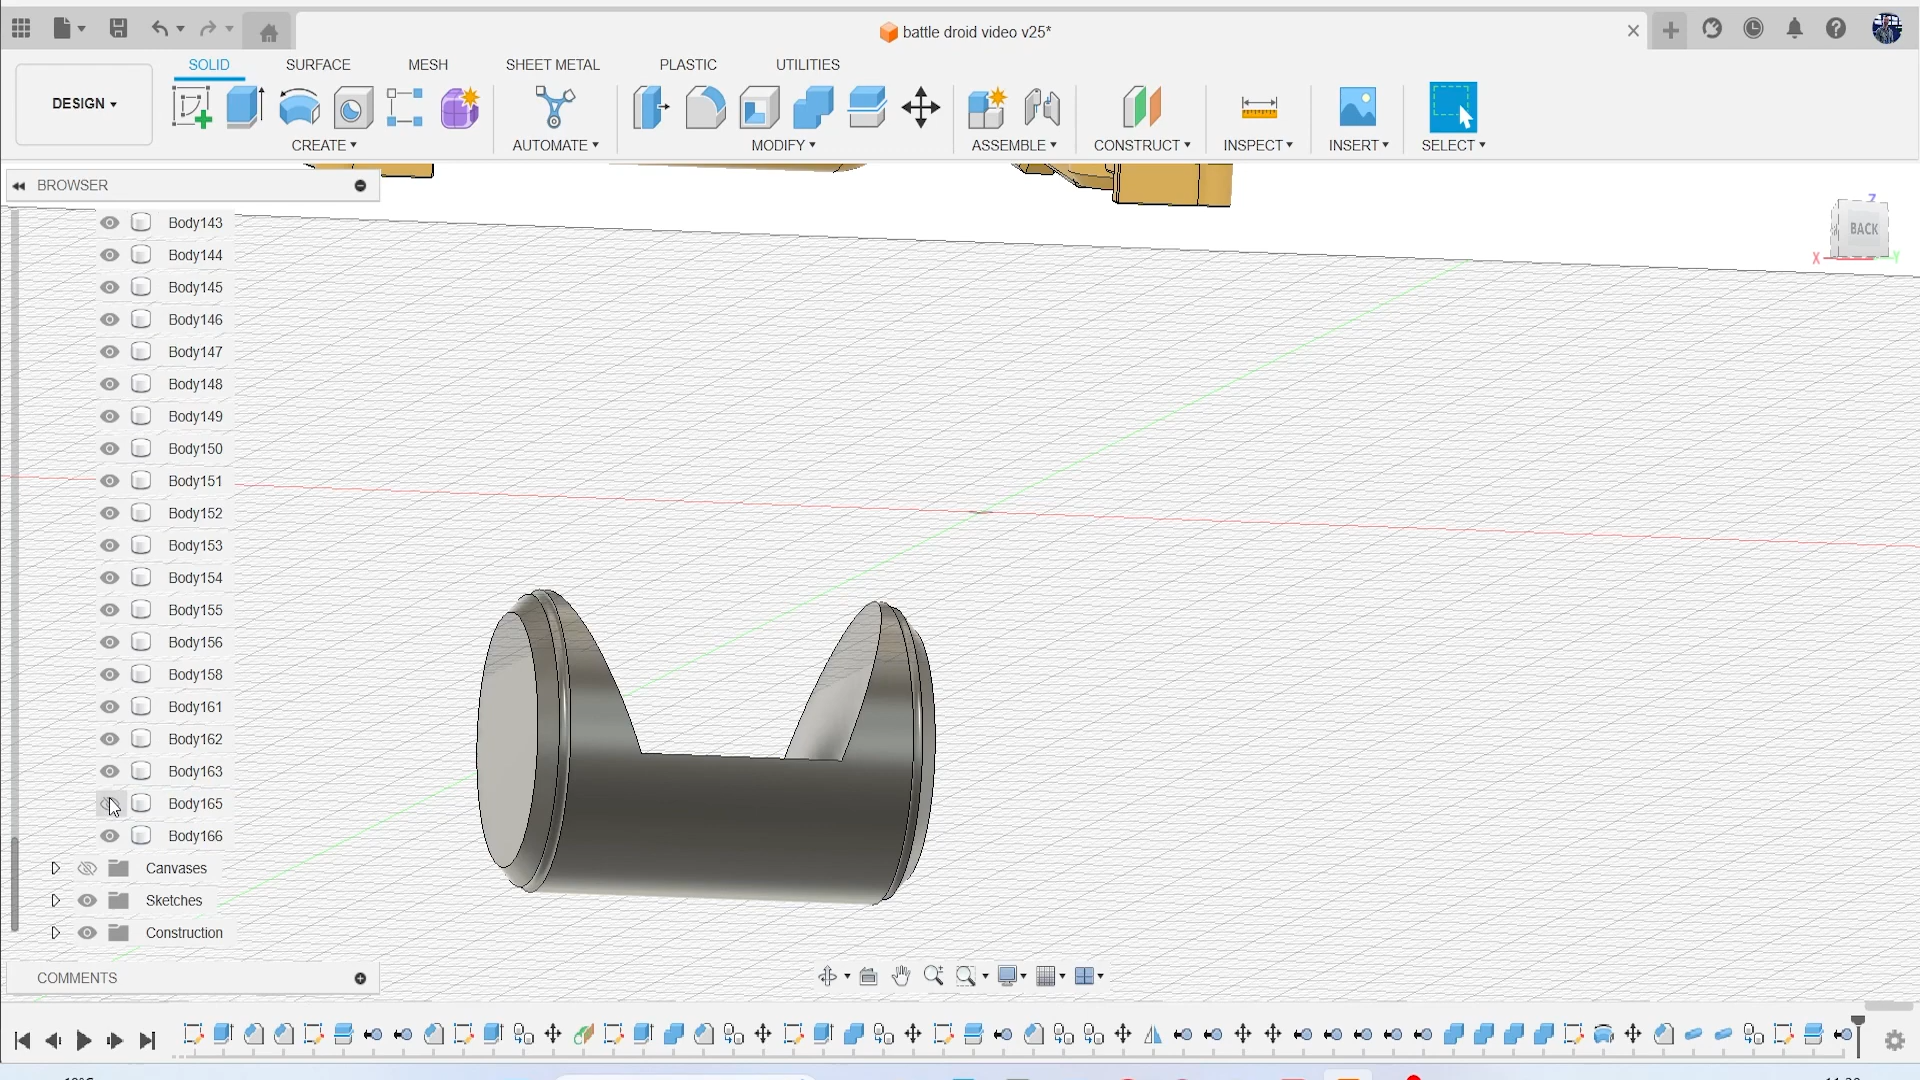 battle droid video v25*
SOLID SURFACE MESH SHEET METAL PLASTIC UTILITIES
DESIGN
CREATE AUTOMATE MODIFY ASSEMBLE CONSTRUCT INSPECT INSERT SELECT
BROWSER
Z
BACK
X Y
Body143
Body144
Body145
Body146
Body147
Body148
Body149
Body150
Body151
Body152
Body153
Body154
Body155
Body156
Body158
Body161
Body162
Body163
Body165
Body166
Canvases
Sketches
Construction
COMMENTS